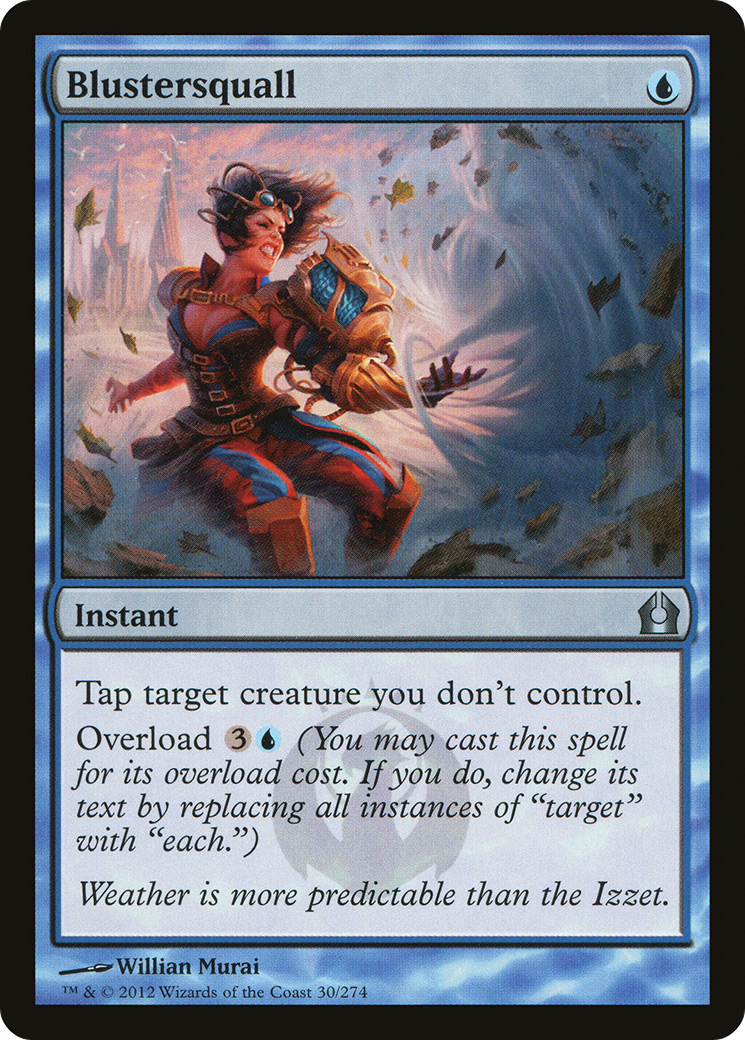 Blustersquall
Instant
Tap target creature you don't control.
Overload 3 (You may cast this spell
for its overload cost. If you do, change its
text by replacing all instances of “target”
with “each.”)
Weather is more predictable than the Izzet.
Willian Murai
™ & © 2012 Wizards of the Coast 30/274